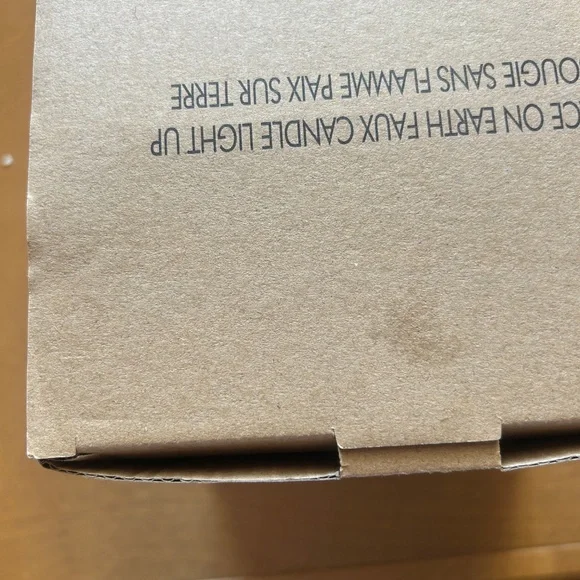 CE ON EARTH FAUX CANDLE LIGHT UP
OUGIE SANS FLAMME PAIX SUR TERRE